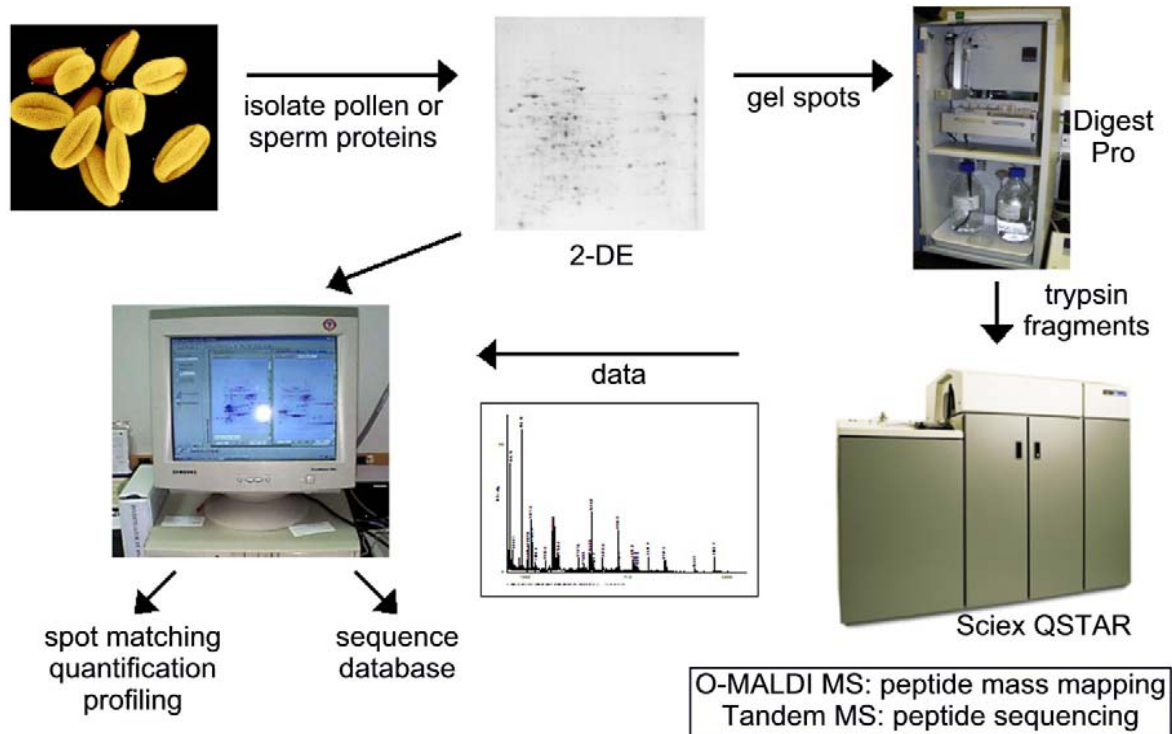 isolate pollen or
sperm proteins
gel spots
Digest
Pro
2-DE
trypsin
fragments
data
SAMSUNG
Sciex QSTAR
spot matching
quantification
profiling
sequence
database
O-MALDI MS: peptide mass mapping
Tandem MS: peptide sequencing